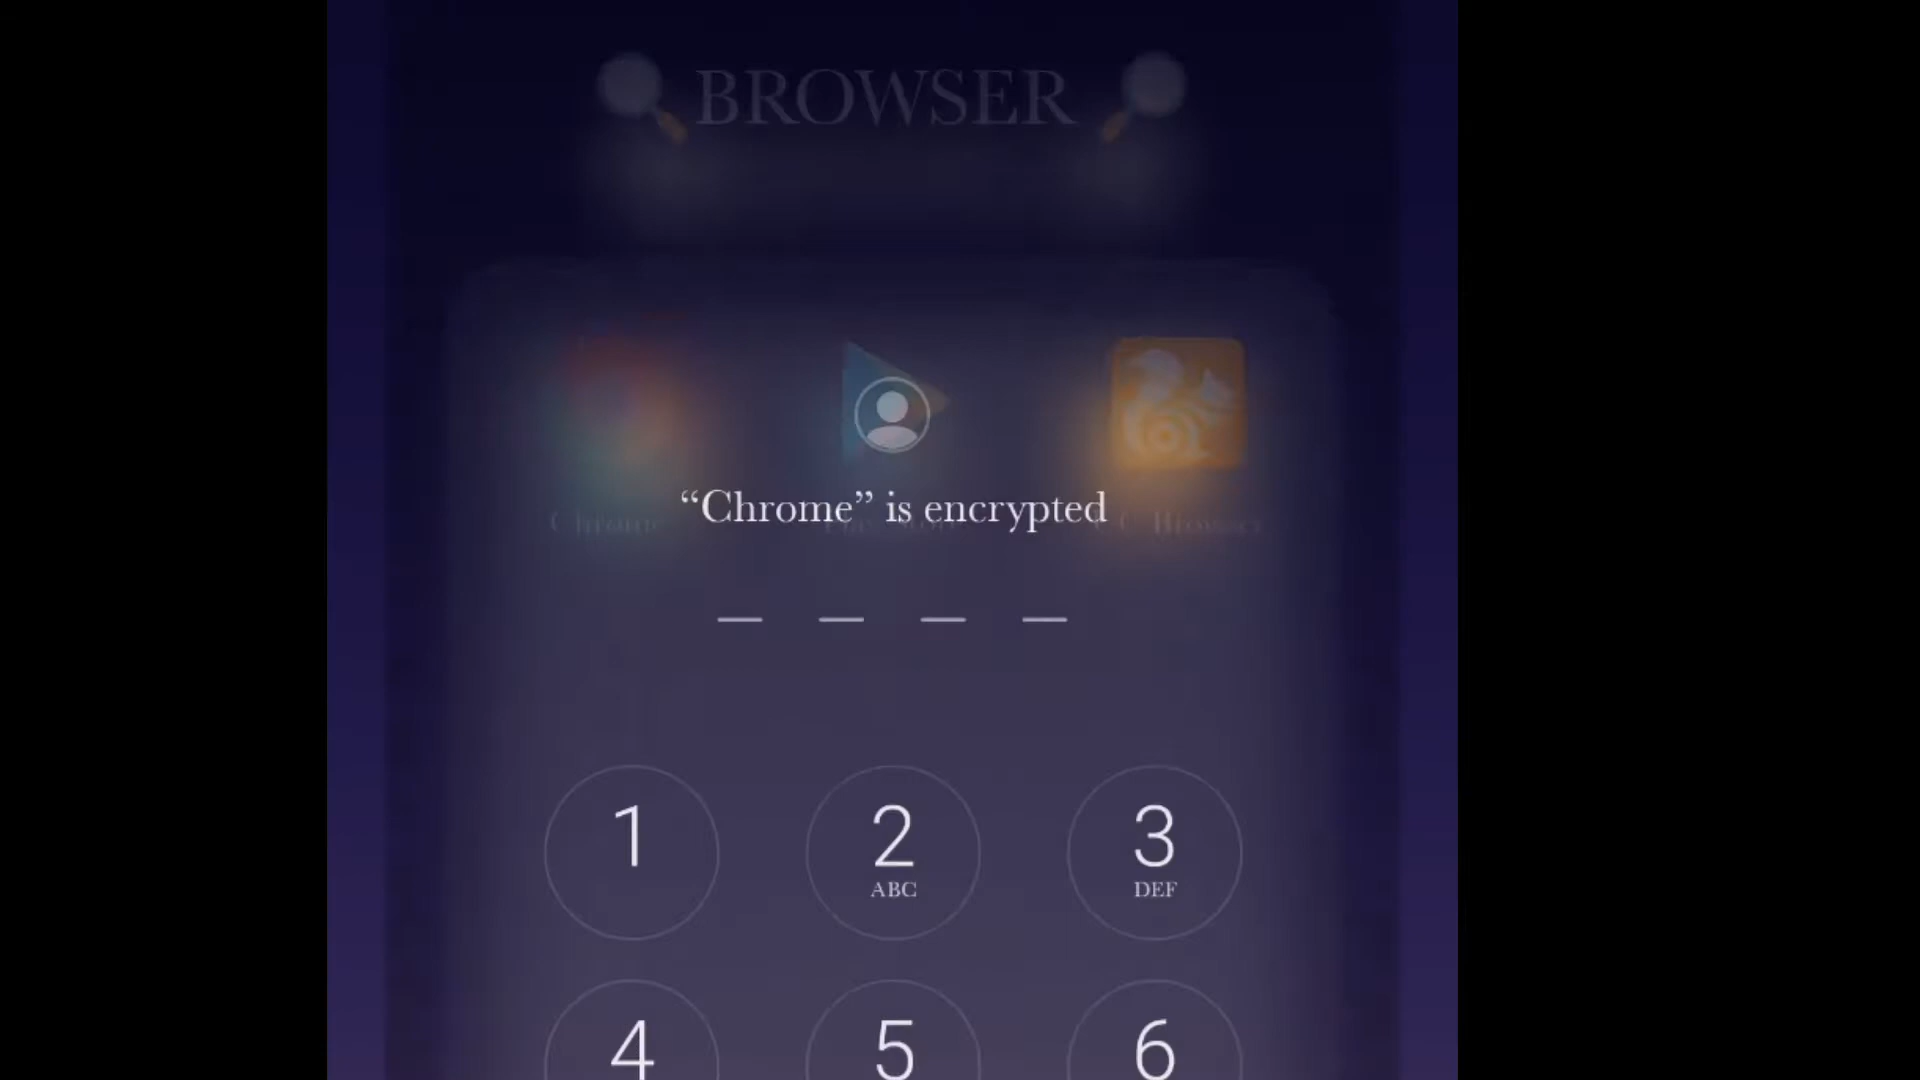 BROWSER
“Chrome” is encrypted
1
2
3
ABC
DEF
4
5
6